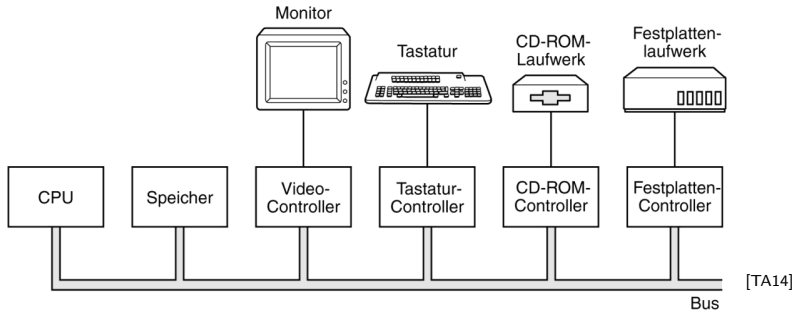 Monitor
Tastatur
CD-ROM-
Laufwerk
Festplatten-
laufwerk
CPU
Speicher
Video-
Controller
Tastatur-
Controller
CD-ROM-
Controller
Festplatten-
Controller
[TA14]
Bus